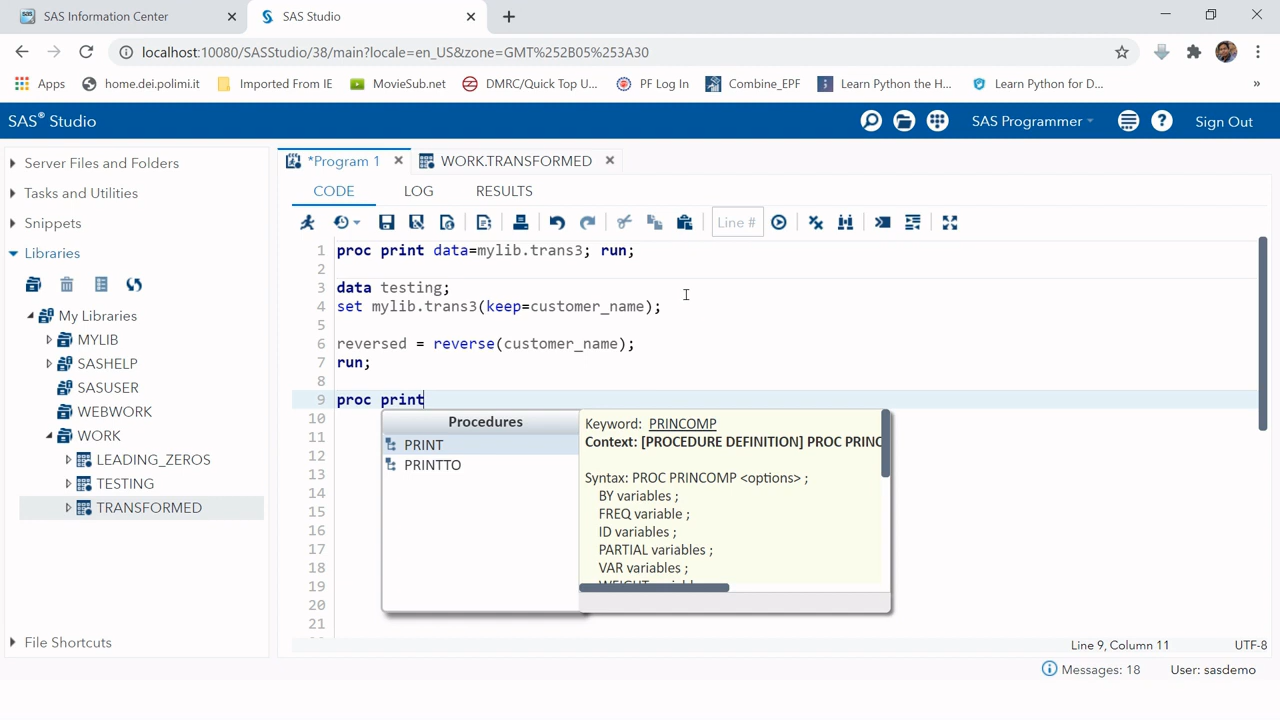 SAS Information Center
SAS Studio
localhost:10080/SASStudio/38/main?locale=en_US&zone=GMT%252B05%253A30
Apps home.dei.polimi.it Imported From IE MovieSub.net DMRC/Quick Top U... PF Log In Combine_EPF Learn Python the H... Learn Python for D... »
SAS® Studio
SAS Programmer
Sign Out
Server Files and Folders
Tasks and Utilities
Snippets
Libraries
My Libraries
MYLIB
SASHELP
SASUSER
WEBWORK
WORK
LEADING_ZEROS
TESTING
TRANSFORMED
File Shortcuts
*Program 1
WORK.TRANSFORMED
CODE LOG RESULTS
Line #
1 proc print data=mylib.trans3; run;
2
3 data testing;
4 set mylib.trans3(keep=customer_name);
5
6 reversed = reverse(customer_name);
7 run;
8
9 proc print
10
11
12
13
14
15
16
17
18
19
20
21
Procedures
PRINT
PRINTTO
Keyword: PRINCOMP
Context: [PROCEDURE DEFINITION] PROC PRINC
Syntax: PROC PRINCOMP <options> ;
BY variables ;
FREQ variable ;
ID variables ;
PARTIAL variables ;
VAR variables ;
Line 9, Column 11
UTF-8
Messages: 18
User: sasdemo